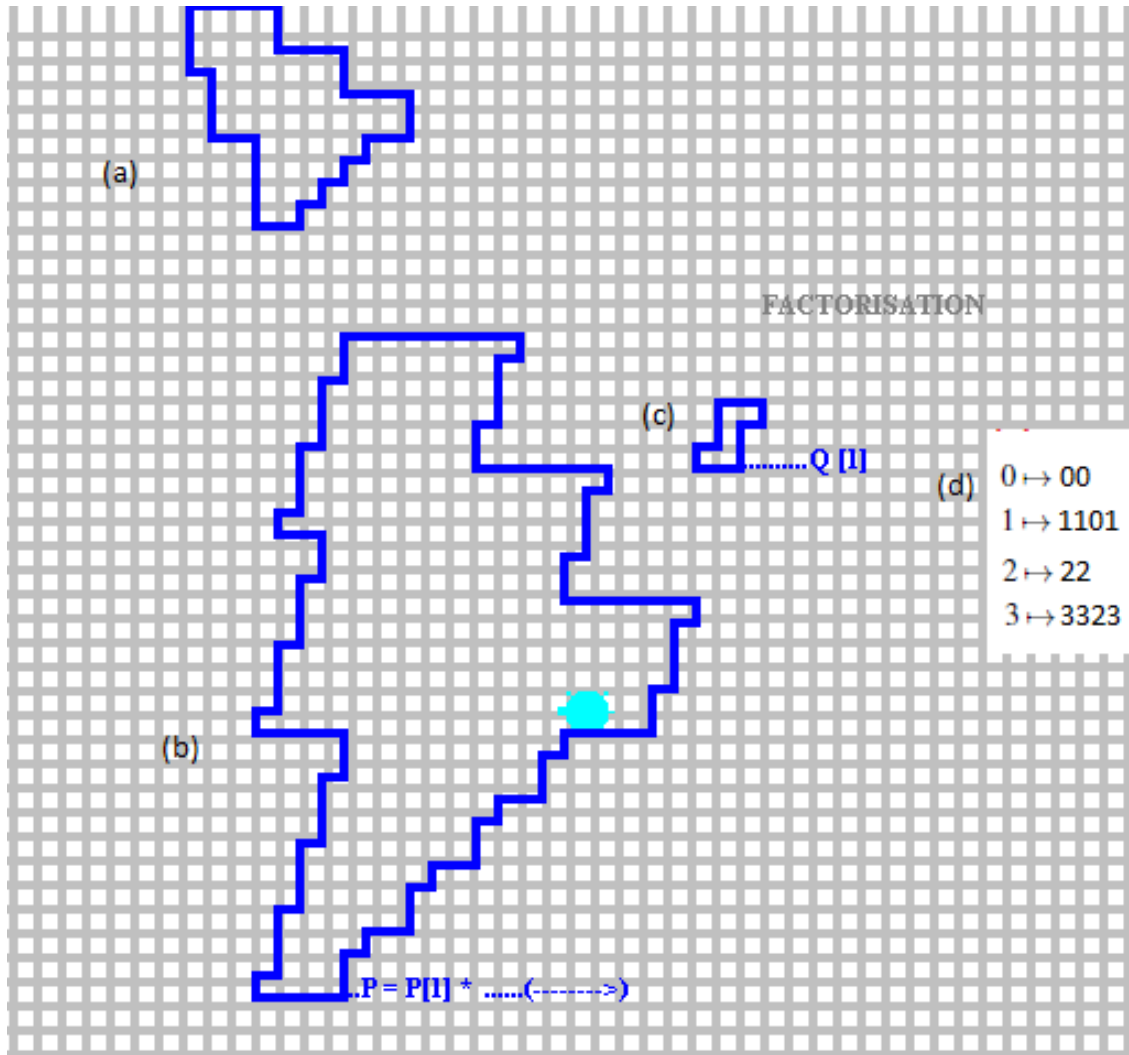 (a)
FACTORISATION
(c)
.......... Q [1]
(d)
0 ↦ 00
1 ↦ 1101
2 ↦ 22
3 ↦ 3323
(b)
..P = P[1] * ......(-------->)